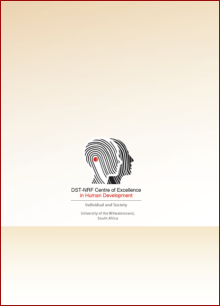 DST-NRF Centre of Excellence
in Human Development
Individual and Society
University of the Witwatersrand,
South Africa